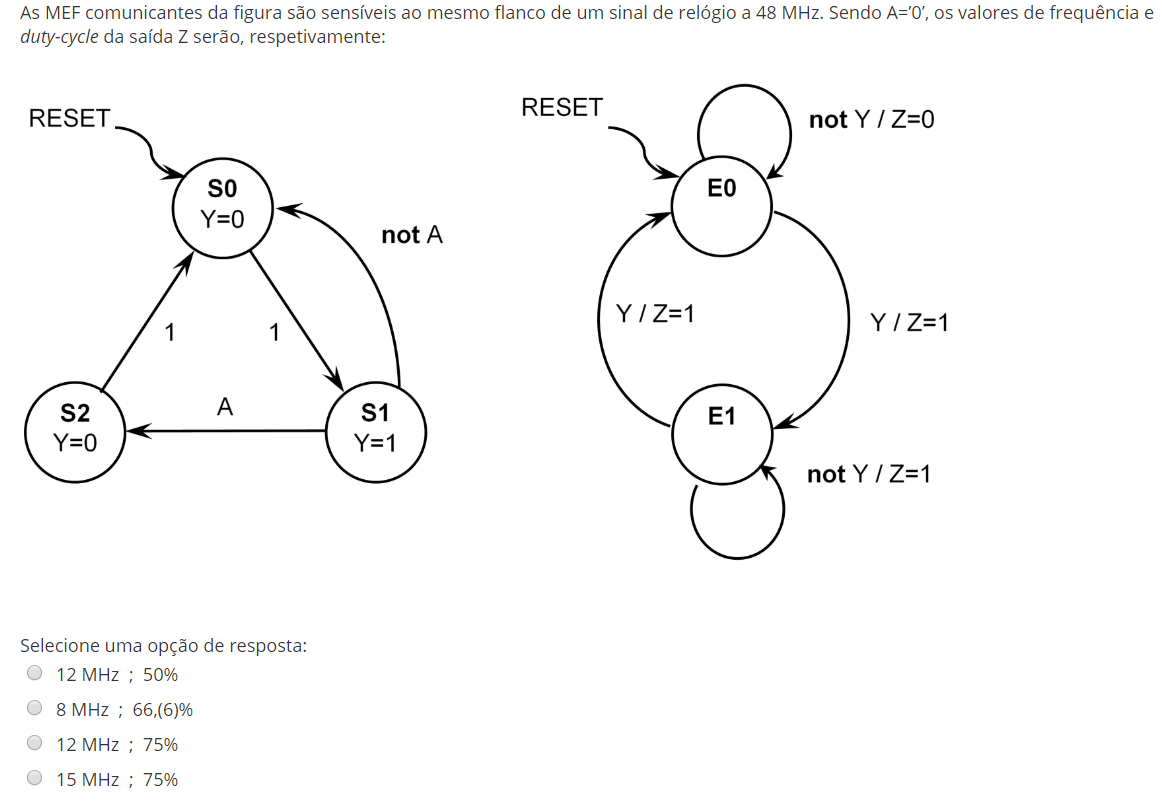 As MEF comunicantes da figura são sensíveis ao mesmo flanco de um sinal de relógio a 48 MHz. Sendo A='0', os valores de frequência e
duty-cycle da saída Z serão, respetivamente:
RESET
S0
Y=0
not A
1
1
A
S2
Y=0
S1
Y=1
RESET
not Y / Z=0
E0
Y / Z=1
Y / Z=1
E1
not Y / Z=1
Selecione uma opção de resposta:
12 MHz ; 50%
8 MHz ; 66,(6)%
12 MHz ; 75%
15 MHz ; 75%